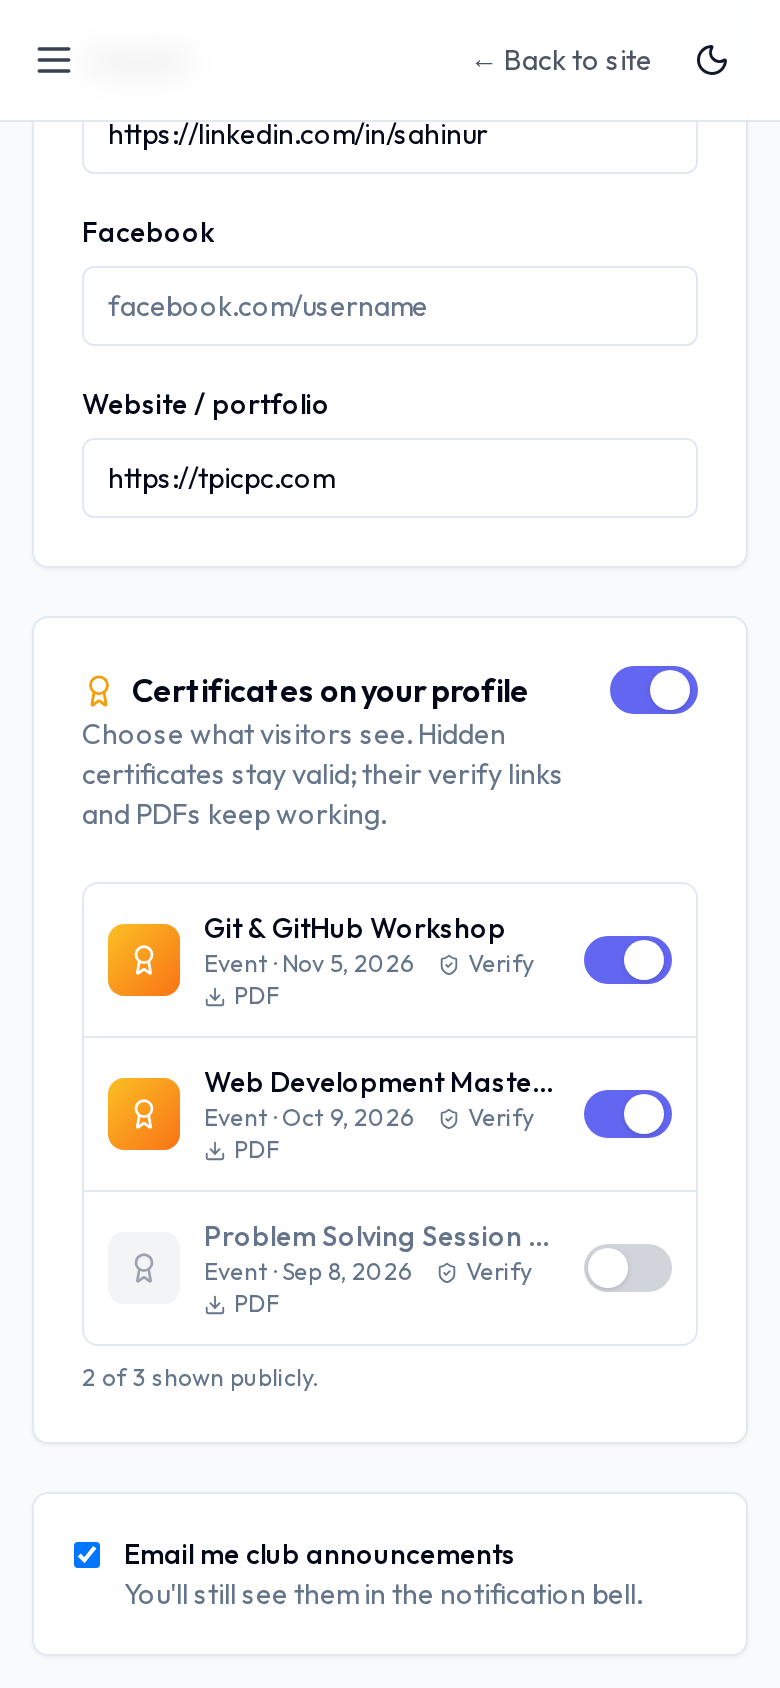 ← Back to site
https://linkedin.com/in/sahinur
Facebook
facebook.com/username
Website / portfolio
https://tpicpc.com
Certificates on your profile
Choose what visitors see. Hidden
certificates stay valid; their verify links
and PDFs keep working.
Git & GitHub Workshop
Event · Nov 5, 2026 Verify
PDF
Web Development Maste...
Event · Oct 9, 2026 Verify
PDF
Problem Solving Session ...
Event · Sep 8, 2026 Verify
PDF
2 of 3 shown publicly.
Email me club announcements
You'll still see them in the notification bell.